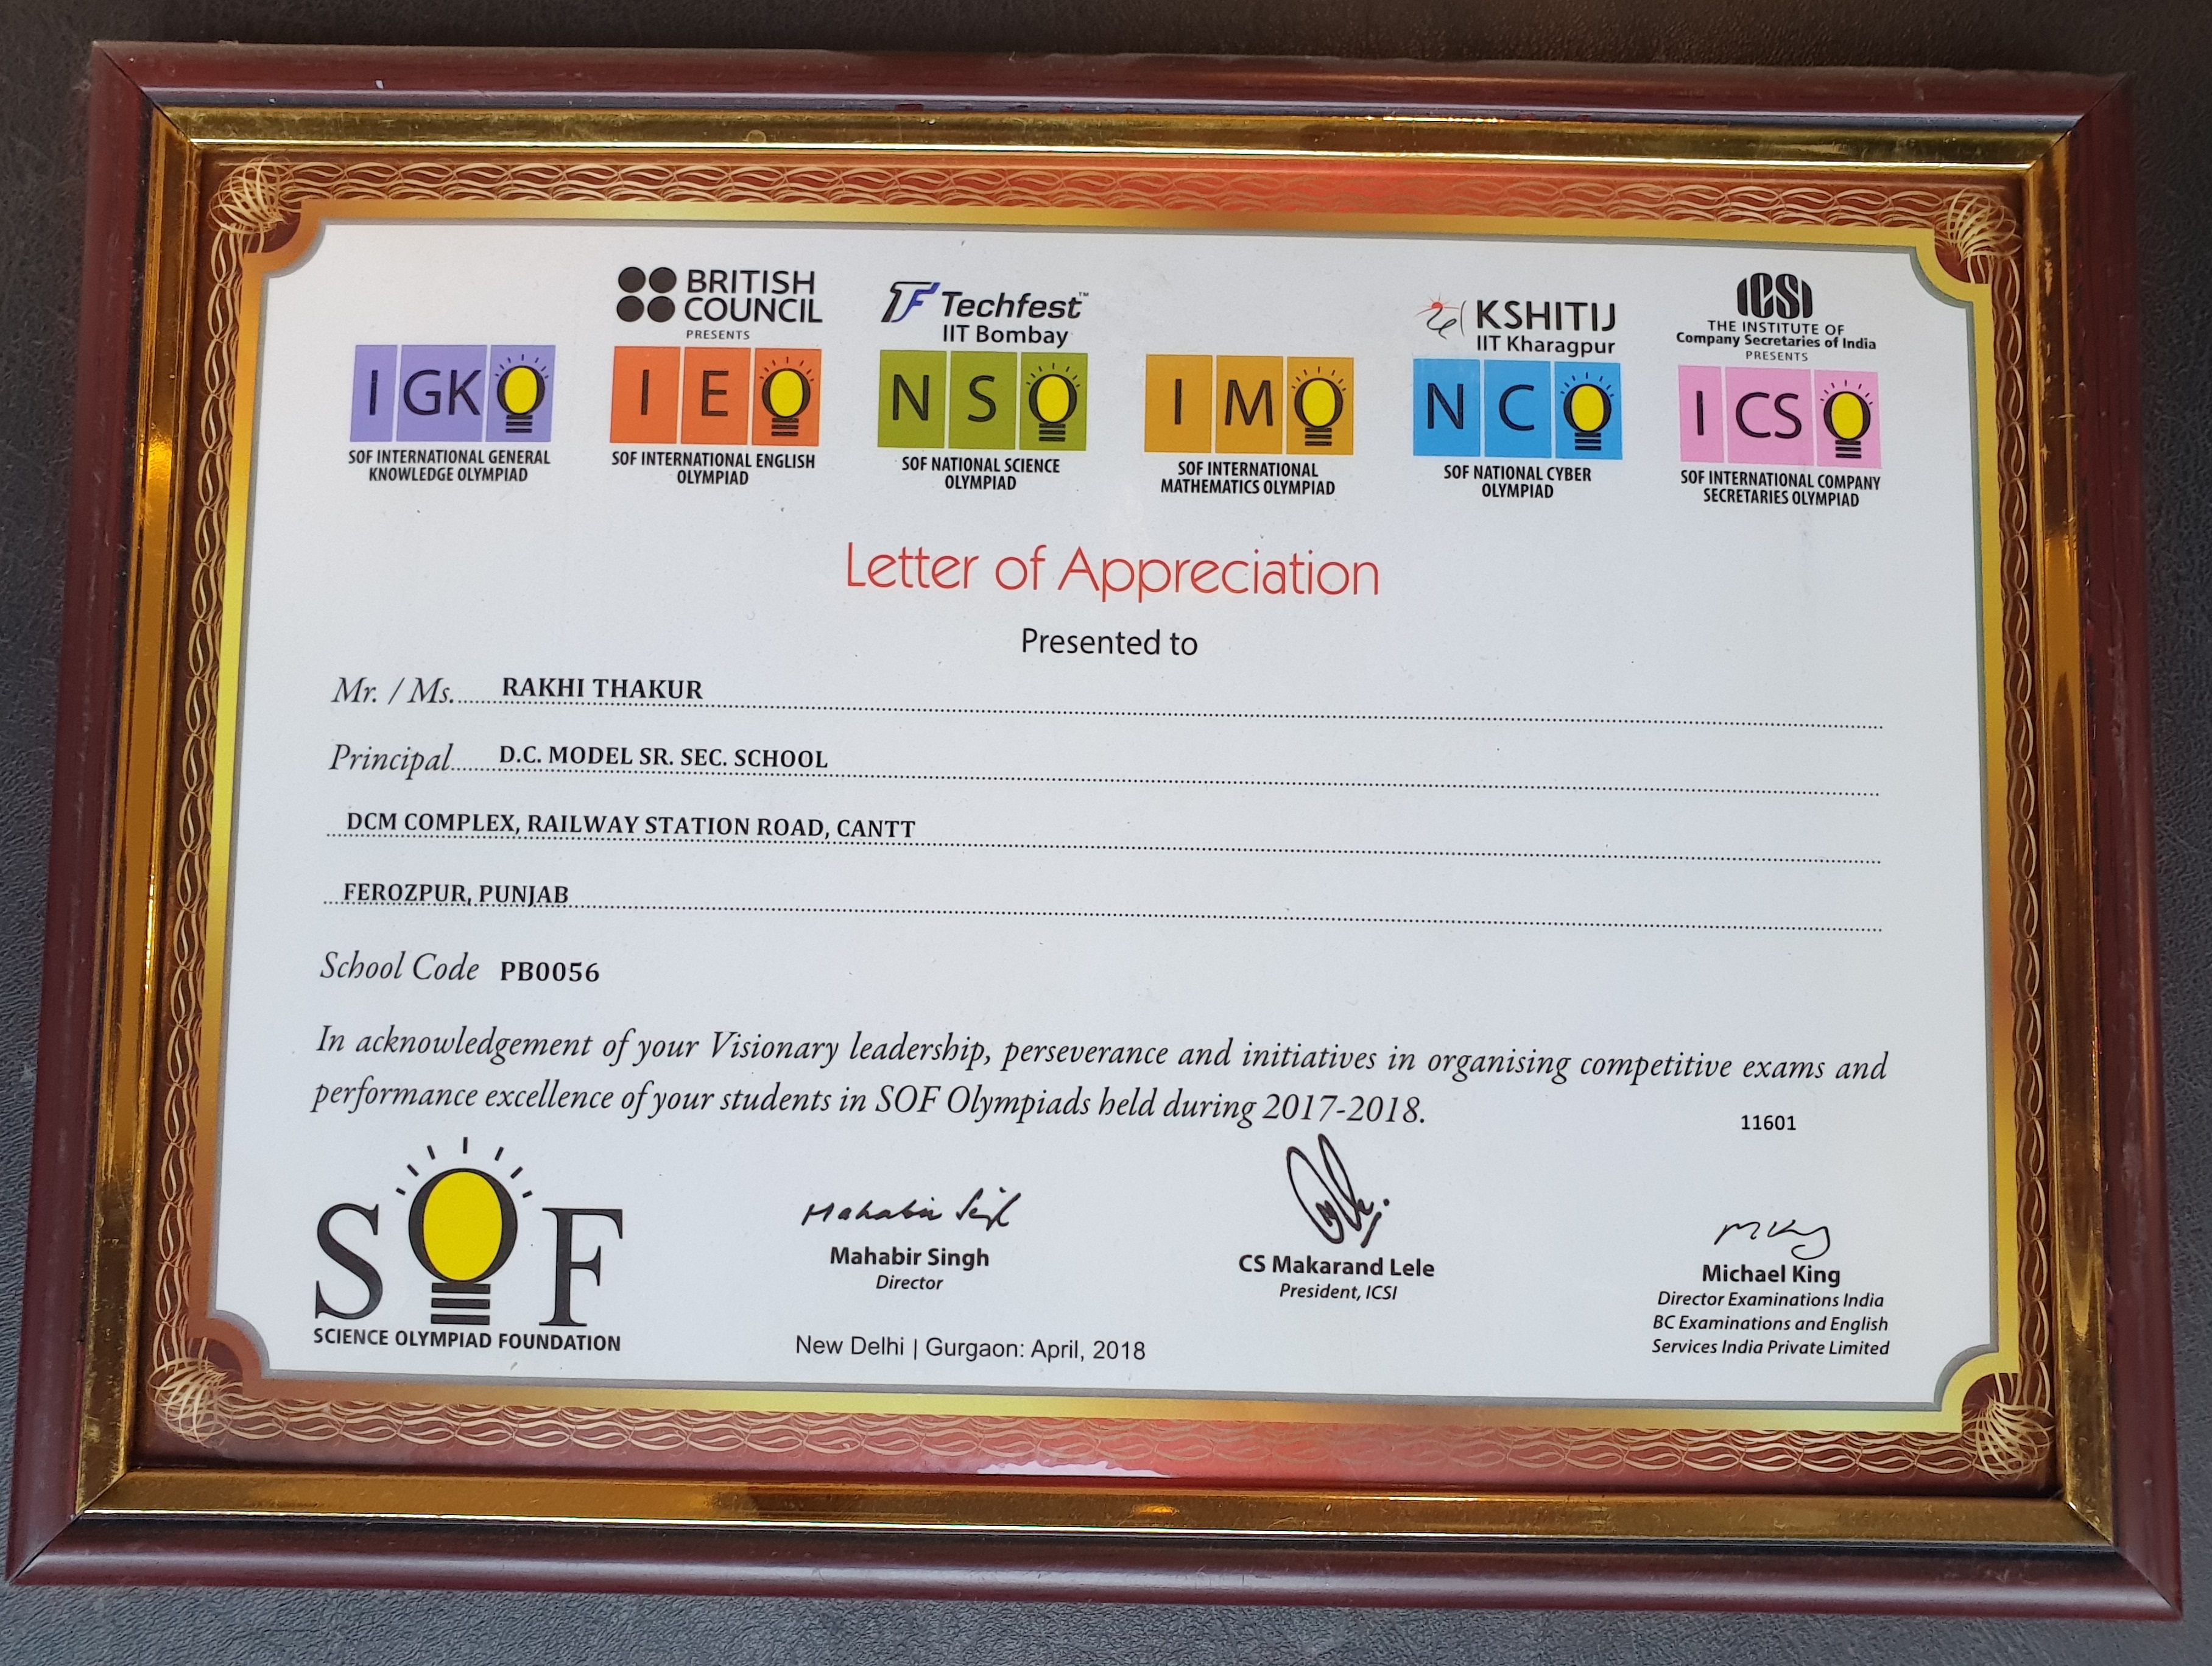 BRITISH
COUNCIL
PRESENTS
TF Techfest™
IIT Bombay
KSHITIJ
IIT Kharagpur
ICSI
THE INSTITUTE OF
Company Secretaries of India
PRESENTS
IGKO
SOF INTERNATIONAL GENERAL
KNOWLEDGE OLYMPIAD
IEO
SOF INTERNATIONAL ENGLISH
OLYMPIAD
NSO
SOF NATIONAL SCIENCE
OLYMPIAD
IMO
SOF INTERNATIONAL
MATHEMATICS OLYMPIAD
NCO
SOF NATIONAL CYBER
OLYMPIAD
ICSO
SOF INTERNATIONAL COMPANY
SECRETARIES OLYMPIAD
Letter of Appreciation
Presented to
Mr. / Ms. RAKHI THAKUR
Principal D.C. MODEL SR. SEC. SCHOOL
DCM COMPLEX, RAILWAY STATION ROAD, CANTT
FEROZPUR, PUNJAB
School Code PB0056
In acknowledgement of your Visionary leadership, perseverance and initiatives in organising competitive exams and
performance excellence of your students in SOF Olympiads held during 2017-2018.
11601
SOF
SCIENCE OLYMPIAD FOUNDATION
Mahabir Singh
Mahabir Singh
Director
New Delhi | Gurgaon: April, 2018
CS Makarand Lele
President, ICSI
MKing
Michael King
Director Examinations India
BC Examinations and English
Services India Private Limited